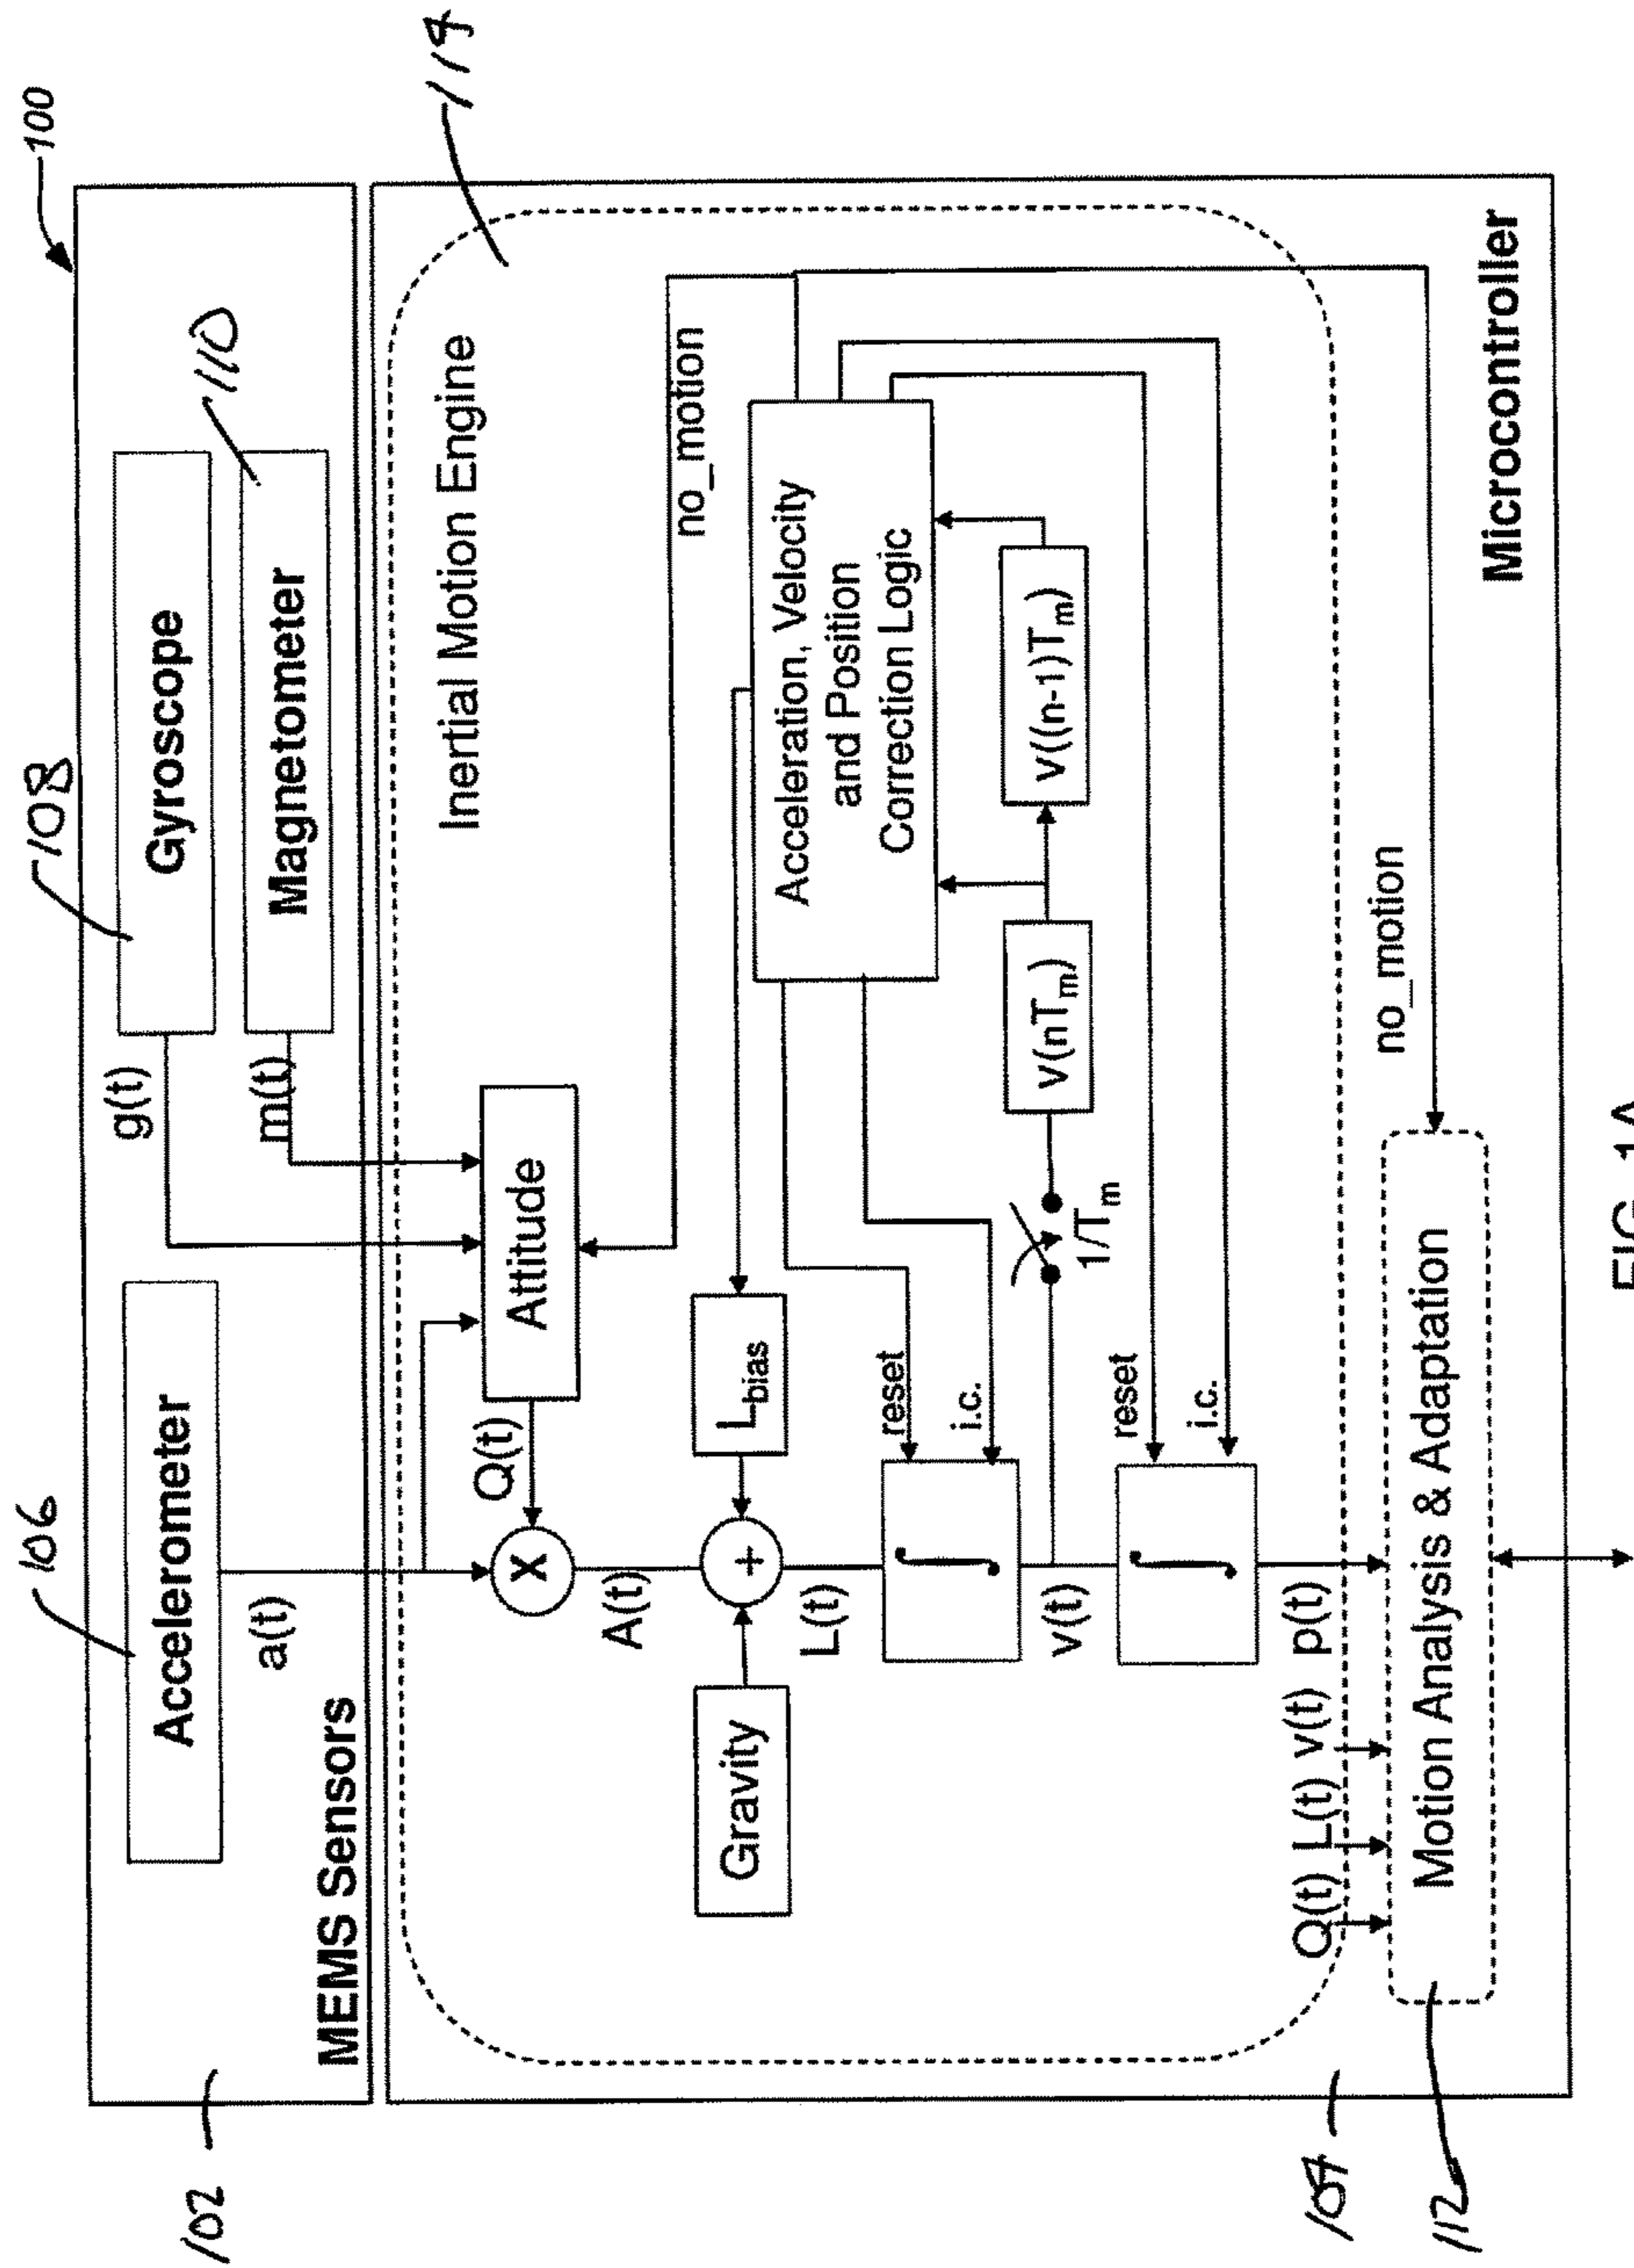 100
108
106
110
Gyroscope
Accelerometer
Magnetometer
g(t)
m(t)
a(t)
MEMS Sensors
102
114
Inertial Motion Engine
Attitude
Q(t)
X
A(t)
no_motion
Gravity
+
L_bias
L(t)
Acceleration, Velocity
and Position
Correction Logic
reset
i.c.
∫
v(t)
1/T_m
v(nT_m)
v((n-1)T_m)
reset
i.c.
∫
Q(t) L(t) v(t) p(t)
no_motion
Motion Analysis & Adaptation
104
112
Microcontroller
FIG. 1A